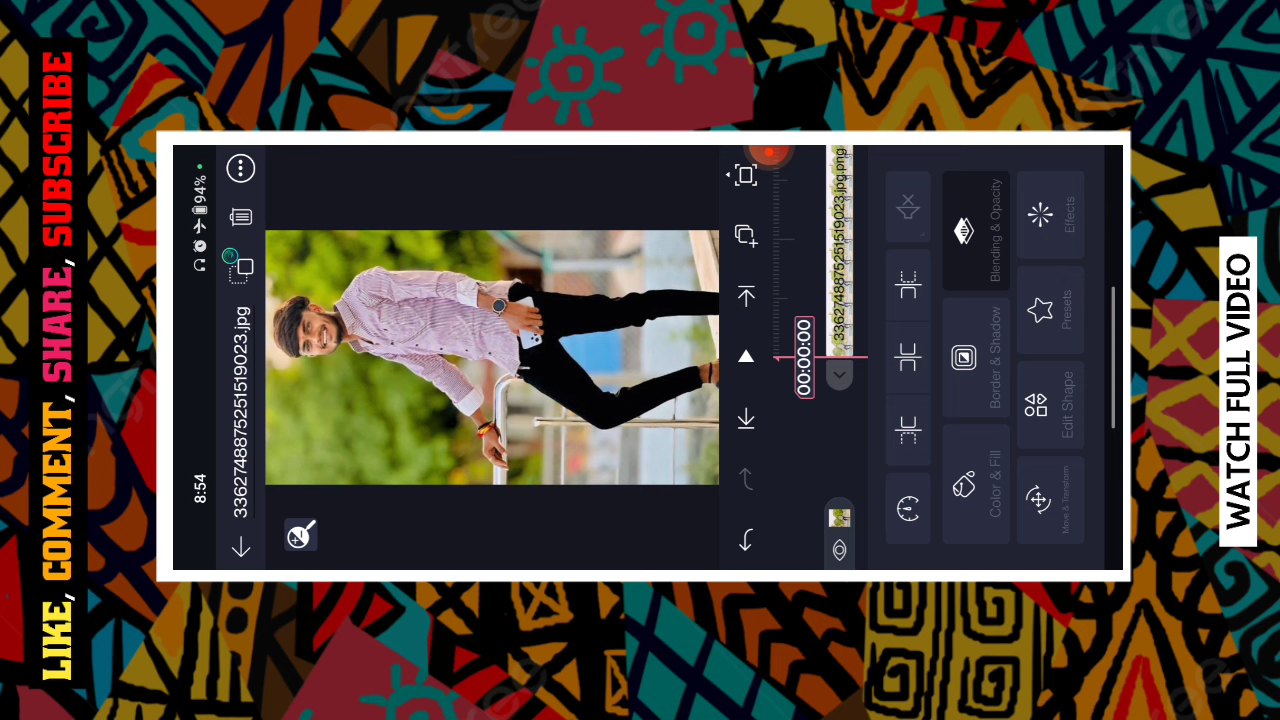 LIKE, COMMENT, SHARE, SUBSCRIBE
8:54
94%
3362748875251519023.jpg
00:00:00
3362748875251519023.jpg.png
Color & Fill
Border & Shadow
Blending & Opacity
Move & Transform
Edit Shape
Presets
Effects
WATCH FULL VIDEO